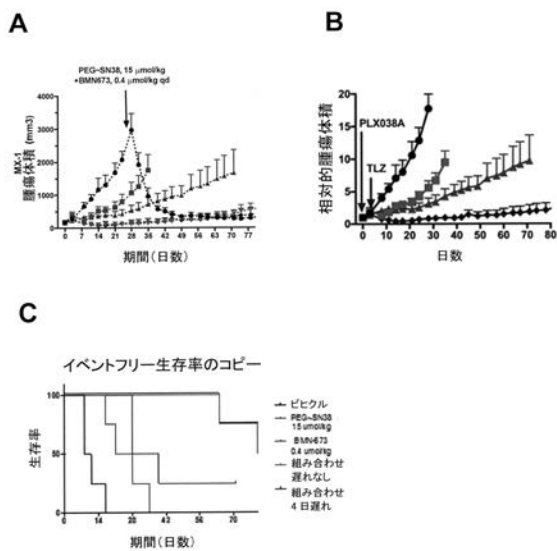 A
PEG~SN38, 15 μmol/kg
+BMN673, 0.4 μmol/kg qd
MX-1
腫瘍体積 (mm3)
4000
3000
2000
1000
0
0 7 14 21 28 35 42 49 56 63 70 77
期間(日数)
B
PLX038A
TLZ
相対的腫瘍体積
20
15
10
5
0
0 10 20 30 40 50 60 70 80
日数
C
イベントフリー生存率のコピー
生存率
100
50
0
0 10 20 30 40 50 60 70
期間(日数)
ビヒクル
PEG~SN38
15 umol/kg
BMN-673
0.4 umol/kg
組み合わせ
遅れなし
組み合わせ
4日遅れ